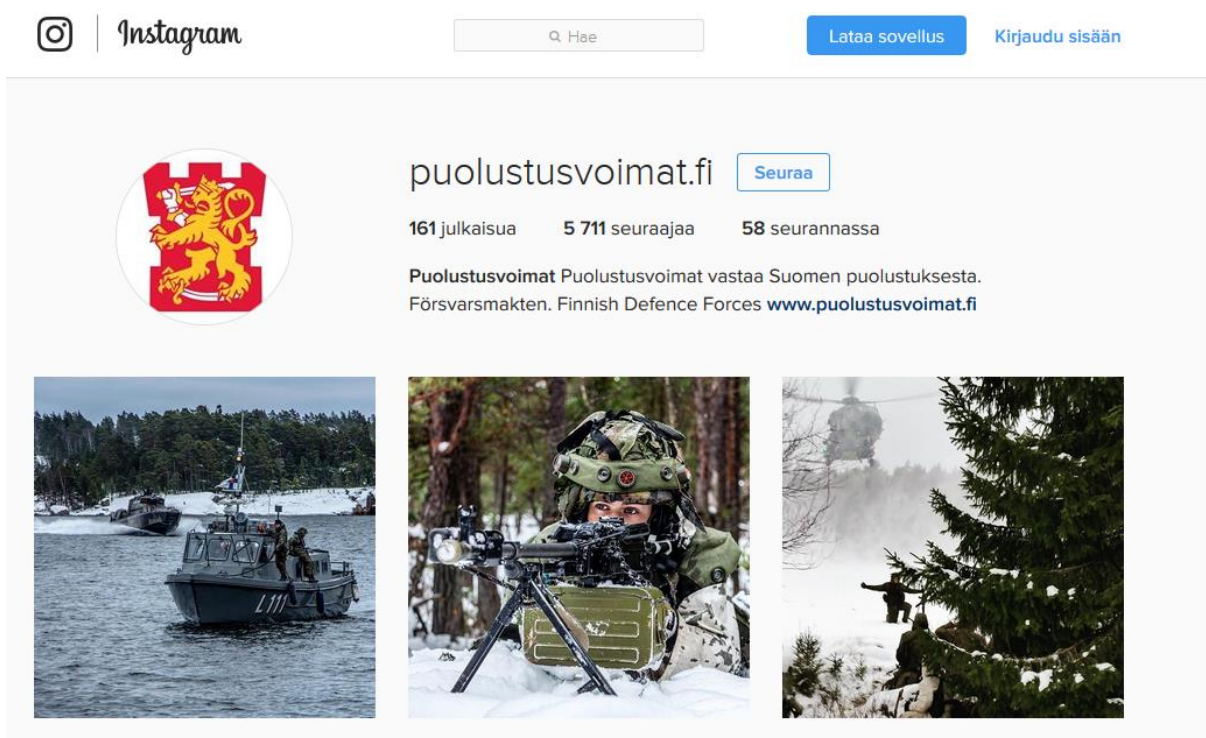 Instagram
Hae
Lataa sovellus
Kirjaudu sisään
puolustusvoimat.fi
Seuraa
161 julkaisua 5 711 seuraajaa 58 seurannassa
Puolustusvoimat Puolustusvoimat vastaa Suomen puolustuksesta.
Försvarsmakten. Finnish Defence Forces www.puolustusvoimat.fi
L111